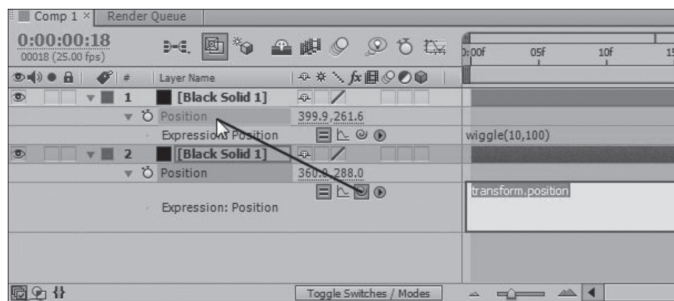 Comp 1 × Render Queue
0:00:00:18
00018 (25.00 fps)
0:00f 05f 10f 15
# Layer Name
1 [Black Solid 1]
Position 399.9,261.6
Expression: Position wiggle(10,100)
2 [Black Solid 1]
Position 360.0,288.0
transform.position
Expression: Position
Toggle Switches / Modes